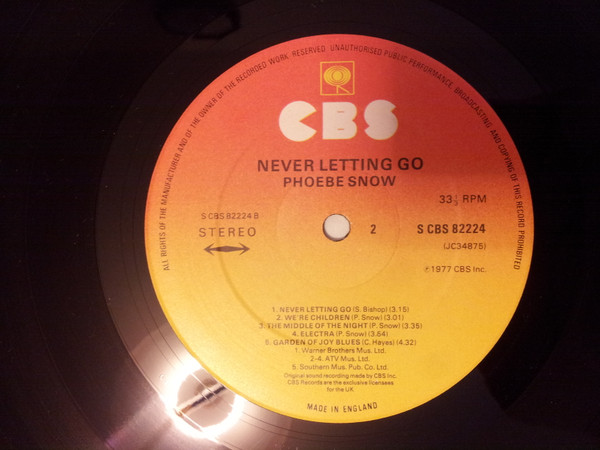 ALL RIGHTS OF THE MANUFACTURER AND OF THE OWNER OF THE RECORDED WORK RESERVED. UNAUTHORISED PUBLIC PERFORMANCE, BROADCASTING AND COPYING OF THIS RECORD PROHIBITED
CBS
NEVER LETTING GO
PHOEBE SNOW
33⅓ RPM
S CBS 82224 B
STEREO
2
S CBS 82224
(JC34875)
℗1977 CBS Inc.
1. NEVER LETTING GO (S. Bishop) (3:15)
2. WE'RE CHILDREN (P. Snow) (3.01)
3. THE MIDDLE OF THE NIGHT (P. Snow) (3.35)
4. ELECTRA (P. Snow) (3.54)
5. GARDEN OF JOY BLUES (C. Hayes) (4.32)
1. Warner Brothers Mus. Ltd.
2-4. ATV Mus. Ltd.
5. Southern Mus. Pub. Co. Ltd.
Original sound recording made by CBS Inc.
CBS Records are the exclusive licensees
for the UK.
MADE IN ENGLAND